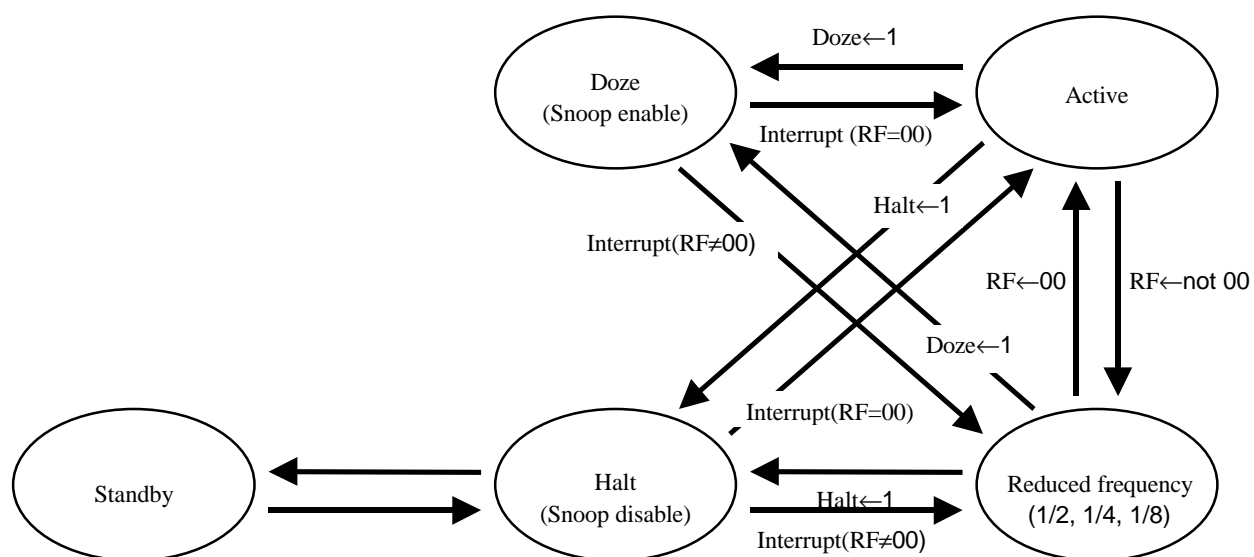 Doze←1
Doze
(Snoop enable)
Active
Interrupt (RF=00)
Halt←1
Interrupt(RF≠00)
RF←00
RF←not 00
Doze←1
Interrupt(RF=00)
Standby
Halt
(Snoop disable)
Reduced frequency
(1/2, 1/4, 1/8)
Halt←1
Interrupt(RF≠00)